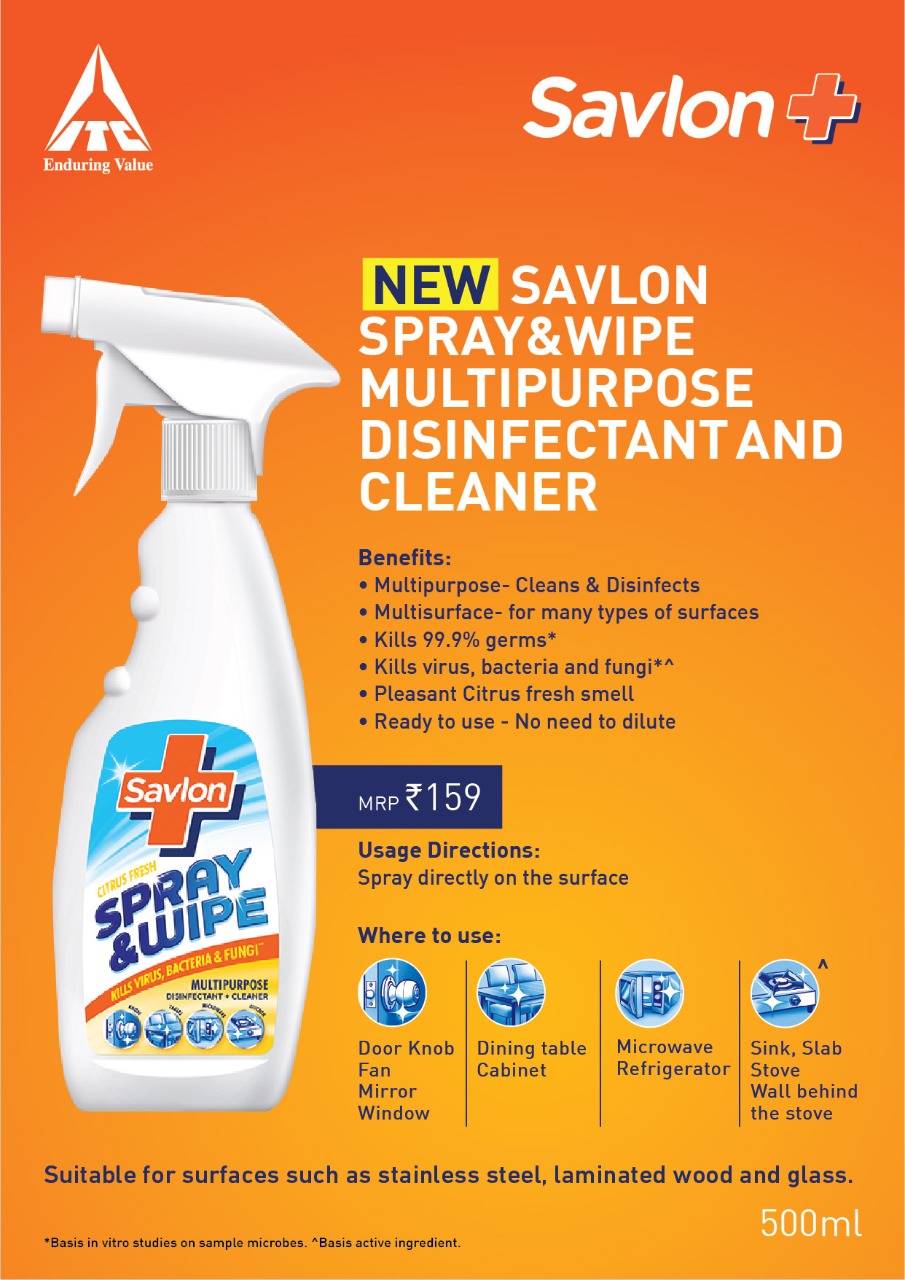 ITC
Enduring Value
Savlon
NEW SAVLON
SPRAY&WIPE
MULTIPURPOSE
DISINFECTANT AND
CLEANER
Benefits:
• Multipurpose- Cleans & Disinfects
• Multisurface- for many types of surfaces
• Kills 99.9% germs*
• Kills virus, bacteria and fungi*^
• Pleasant Citrus fresh smell
• Ready to use - No need to dilute
MRP ₹159
Usage Directions:
Spray directly on the surface
Where to use:
^
Door Knob
Fan
Mirror
Window
Dining table
Cabinet
Microwave
Refrigerator
Sink, Slab
Stove
Wall behind
the stove
Savlon
CITRUS FRESH
SPRAY
&WIPE
KILLS VIRUS, BACTERIA & FUNGI
MULTIPURPOSE
DISINFECTANT + CLEANER
Suitable for surfaces such as stainless steel, laminated wood and glass.
500ml
*Basis in vitro studies on sample microbes. ^Basis active ingredient.